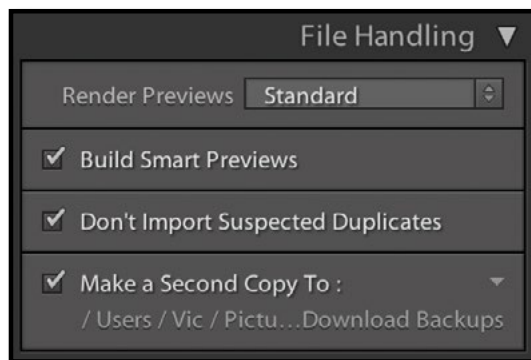 File Handling
Render Previews Standard
Build Smart Previews
Don't Import Suspected Duplicates
Make a Second Copy To :
/ Users / Vic / Pictu...Download Backups